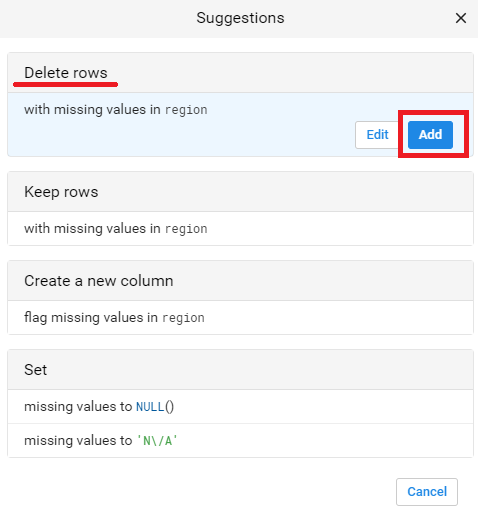 Suggestions
Delete rows
with missing values in region
Edit
Add
Keep rows
with missing values in region
Create a new column
flag missing values in region
Set
missing values to NULL()
missing values to 'N\/A'
Cancel